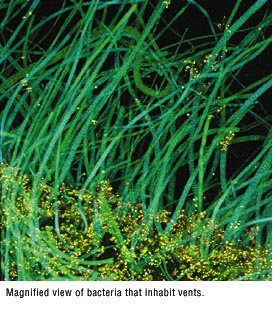 Magnified view of bacteria that inhabit vents.